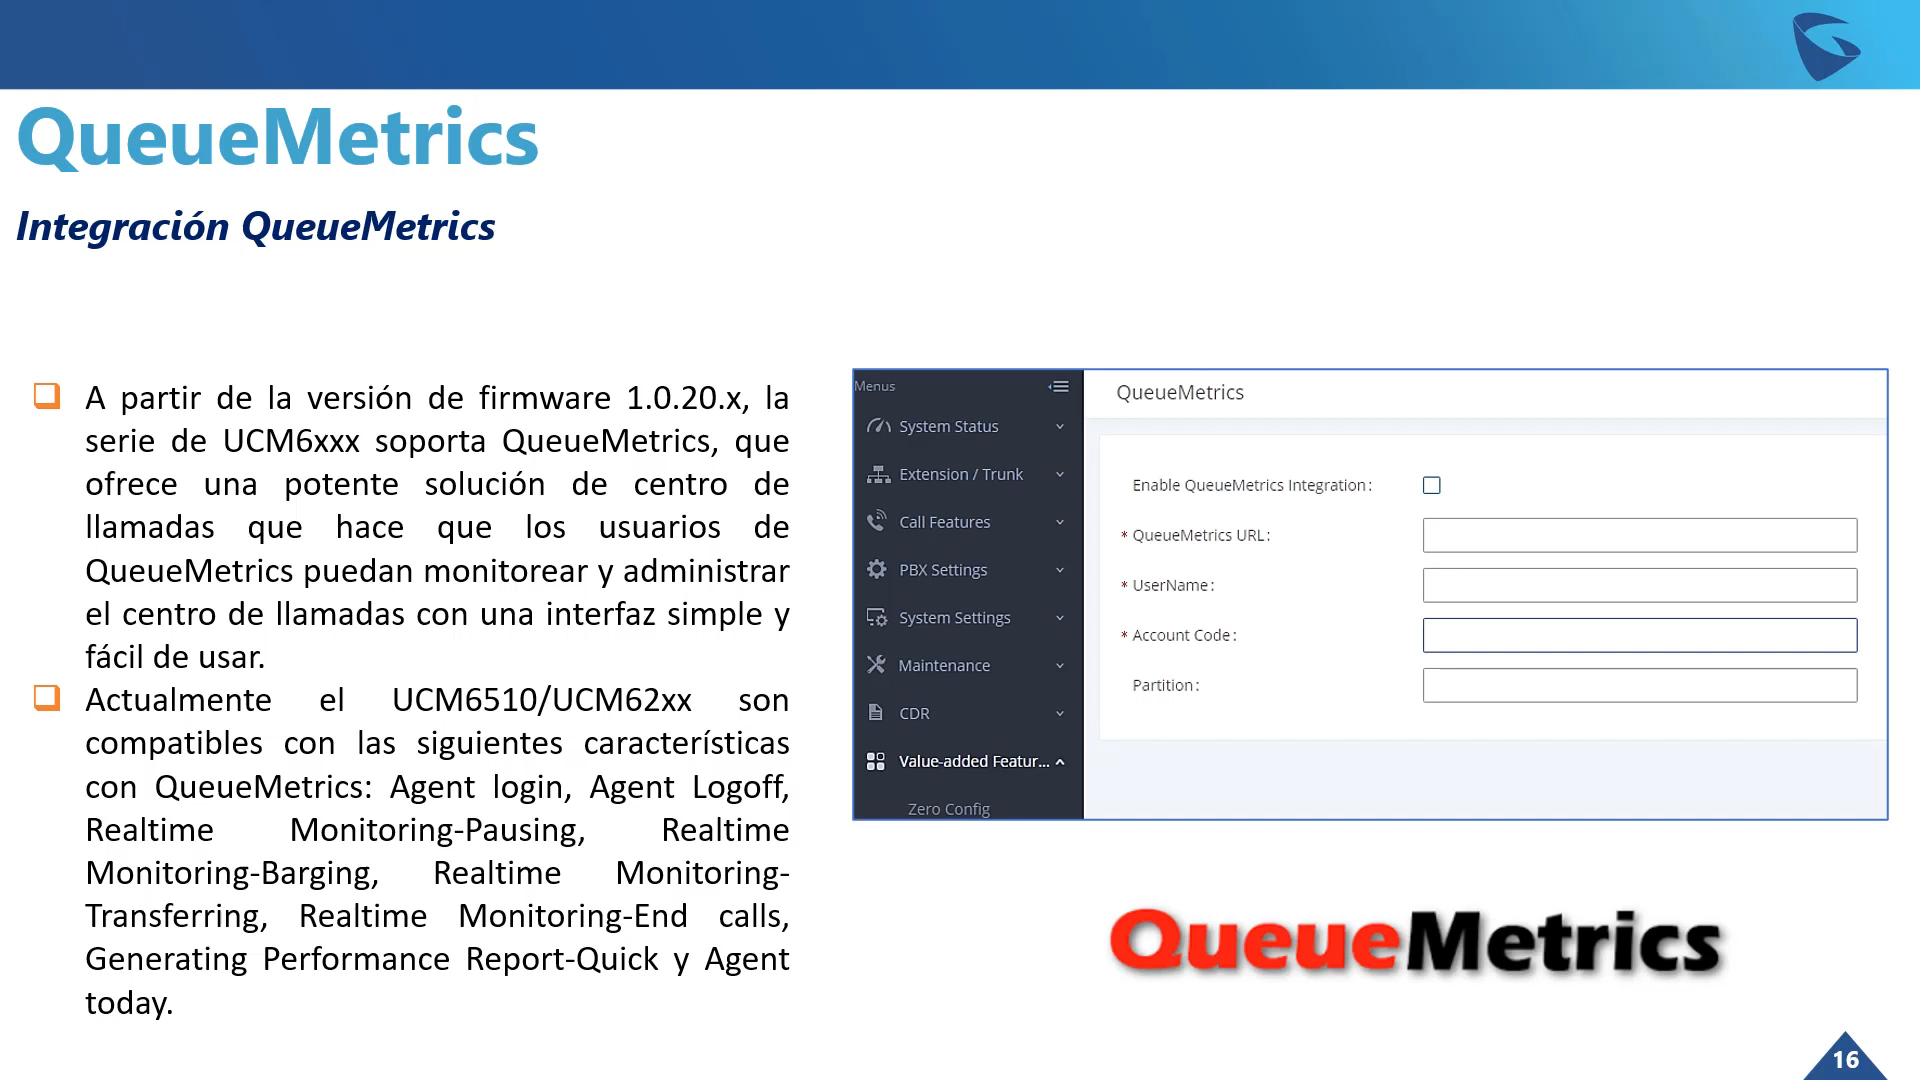 QueueMetrics
Integración QueueMetrics
A partir de la versión de firmware 1.0.20.x, la
serie de UCM6xxx soporta QueueMetrics, que
ofrece una potente solución de centro de
llamadas que hace que los usuarios de
QueueMetrics puedan monitorear y administrar
el centro de llamadas con una interfaz simple y
fácil de usar.
Actualmente el UCM6510/UCM62xx son
compatibles con las siguientes características
con QueueMetrics: Agent login, Agent Logoff,
Realtime Monitoring-Pausing, Realtime
Monitoring-Barging, Realtime Monitoring-
Transferring, Realtime Monitoring-End calls,
Generating Performance Report-Quick y Agent
today.
Menus
System Status
Extension / Trunk
Call Features
PBX Settings
System Settings
Maintenance
CDR
Value-added Featur...
Zero Config
QueueMetrics
Enable QueueMetrics Integration:
* QueueMetrics URL:
* UserName:
* Account Code:
Partition:
QueueMetrics
16